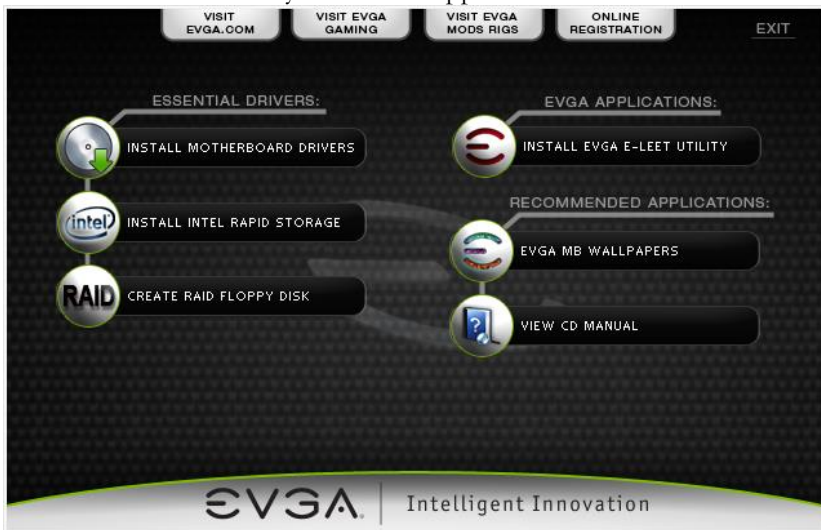 VISIT
EVGA.COM
VISIT EVGA
GAMING
VISIT EVGA
MODS RIGS
ONLINE
REGISTRATION
EXIT
ESSENTIAL DRIVERS:
INSTALL MOTHERBOARD DRIVERS
intel
INSTALL INTEL RAPID STORAGE
RAID
CREATE RAID FLOPPY DISK
EVGA APPLICATIONS:
INSTALL EVGA E-LEET UTILITY
RECOMMENDED APPLICATIONS:
EVGA MB WALLPAPERS
?
VIEW CD MANUAL
EVGA. Intelligent Innovation